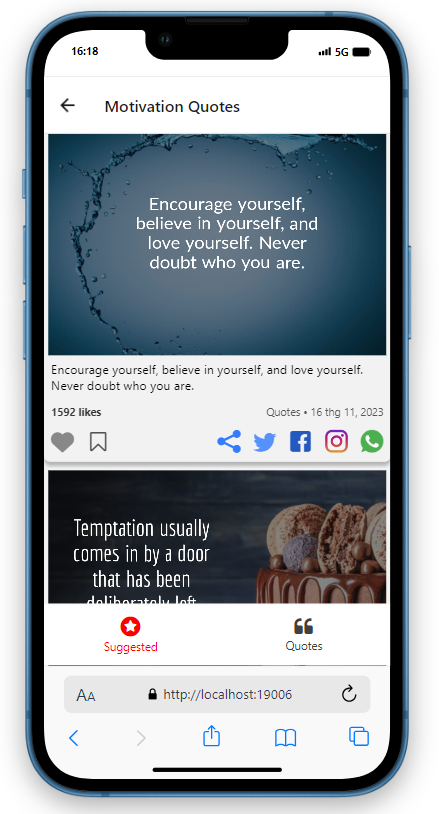 16:18
5G
Motivation Quotes
Encourage yourself,
believe in yourself, and
love yourself. Never
doubt who you are.
Encourage yourself, believe in yourself, and love yourself.
Never doubt who you are.
1592 likes
Quotes • 16 thg 11, 2023
Temptation usually
comes in by a door
that has been
deliberately left
Suggested
Quotes
AA
http://localhost:19006